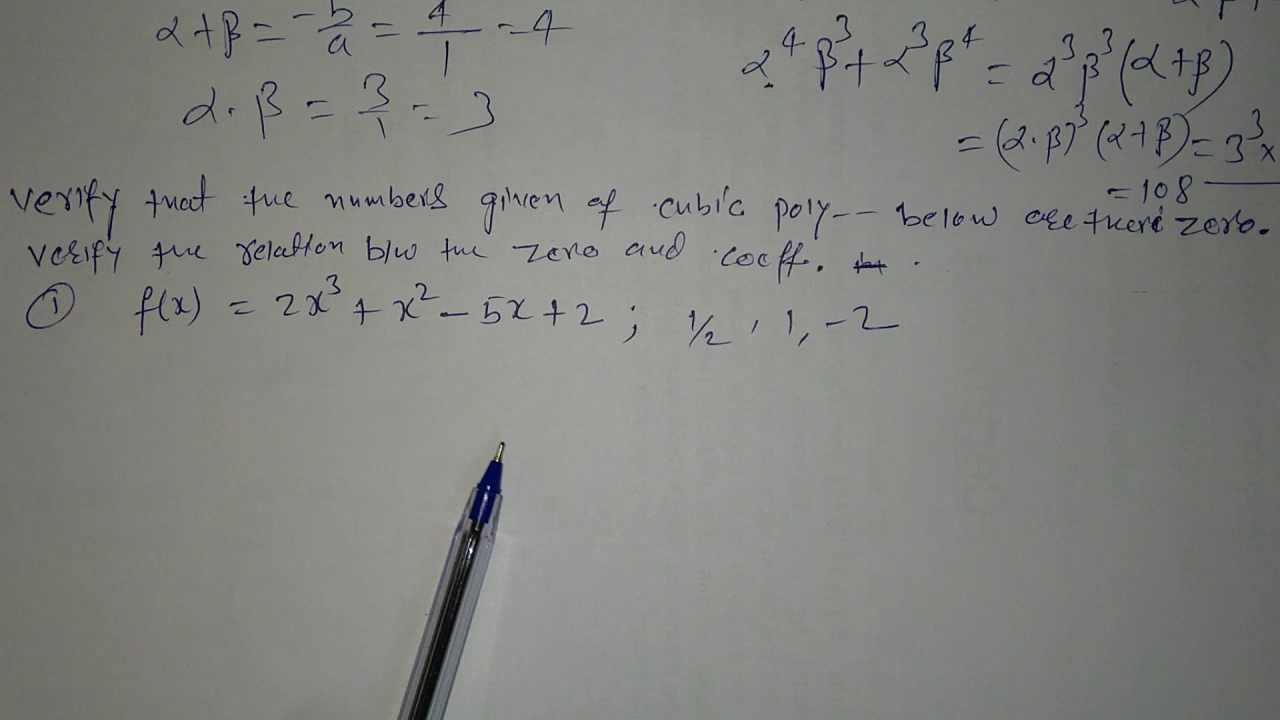 α+β = -b/a = 4/1 = 4
α.β = 3/1 = 3
α⁴β³+α³β⁴ = α³β³(α+β)
= (α.β)³(α+β) = 3³x
= 108
verify that the numbers given of cubic poly-- below are there zero.
verify the relation b/w the zero and coeff.
① f(x) = 2x³ + x² - 5x + 2 ; 1/2 , 1, -2